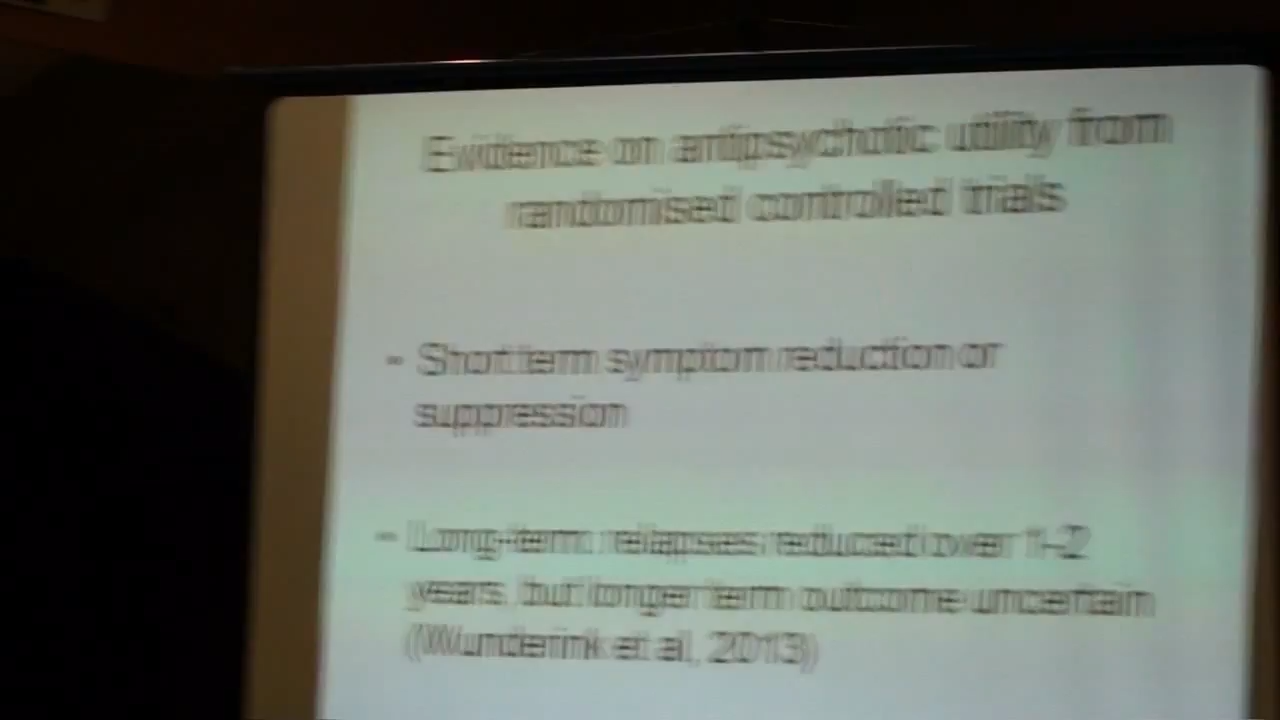 Evidence on antipsychotic utility from
randomised controlled trials
- Short term symptom reduction or
suppression
- Long-term: relapses reduced over 1-2
years, but longer term outcome uncertain
(Wunderink et al, 2013)